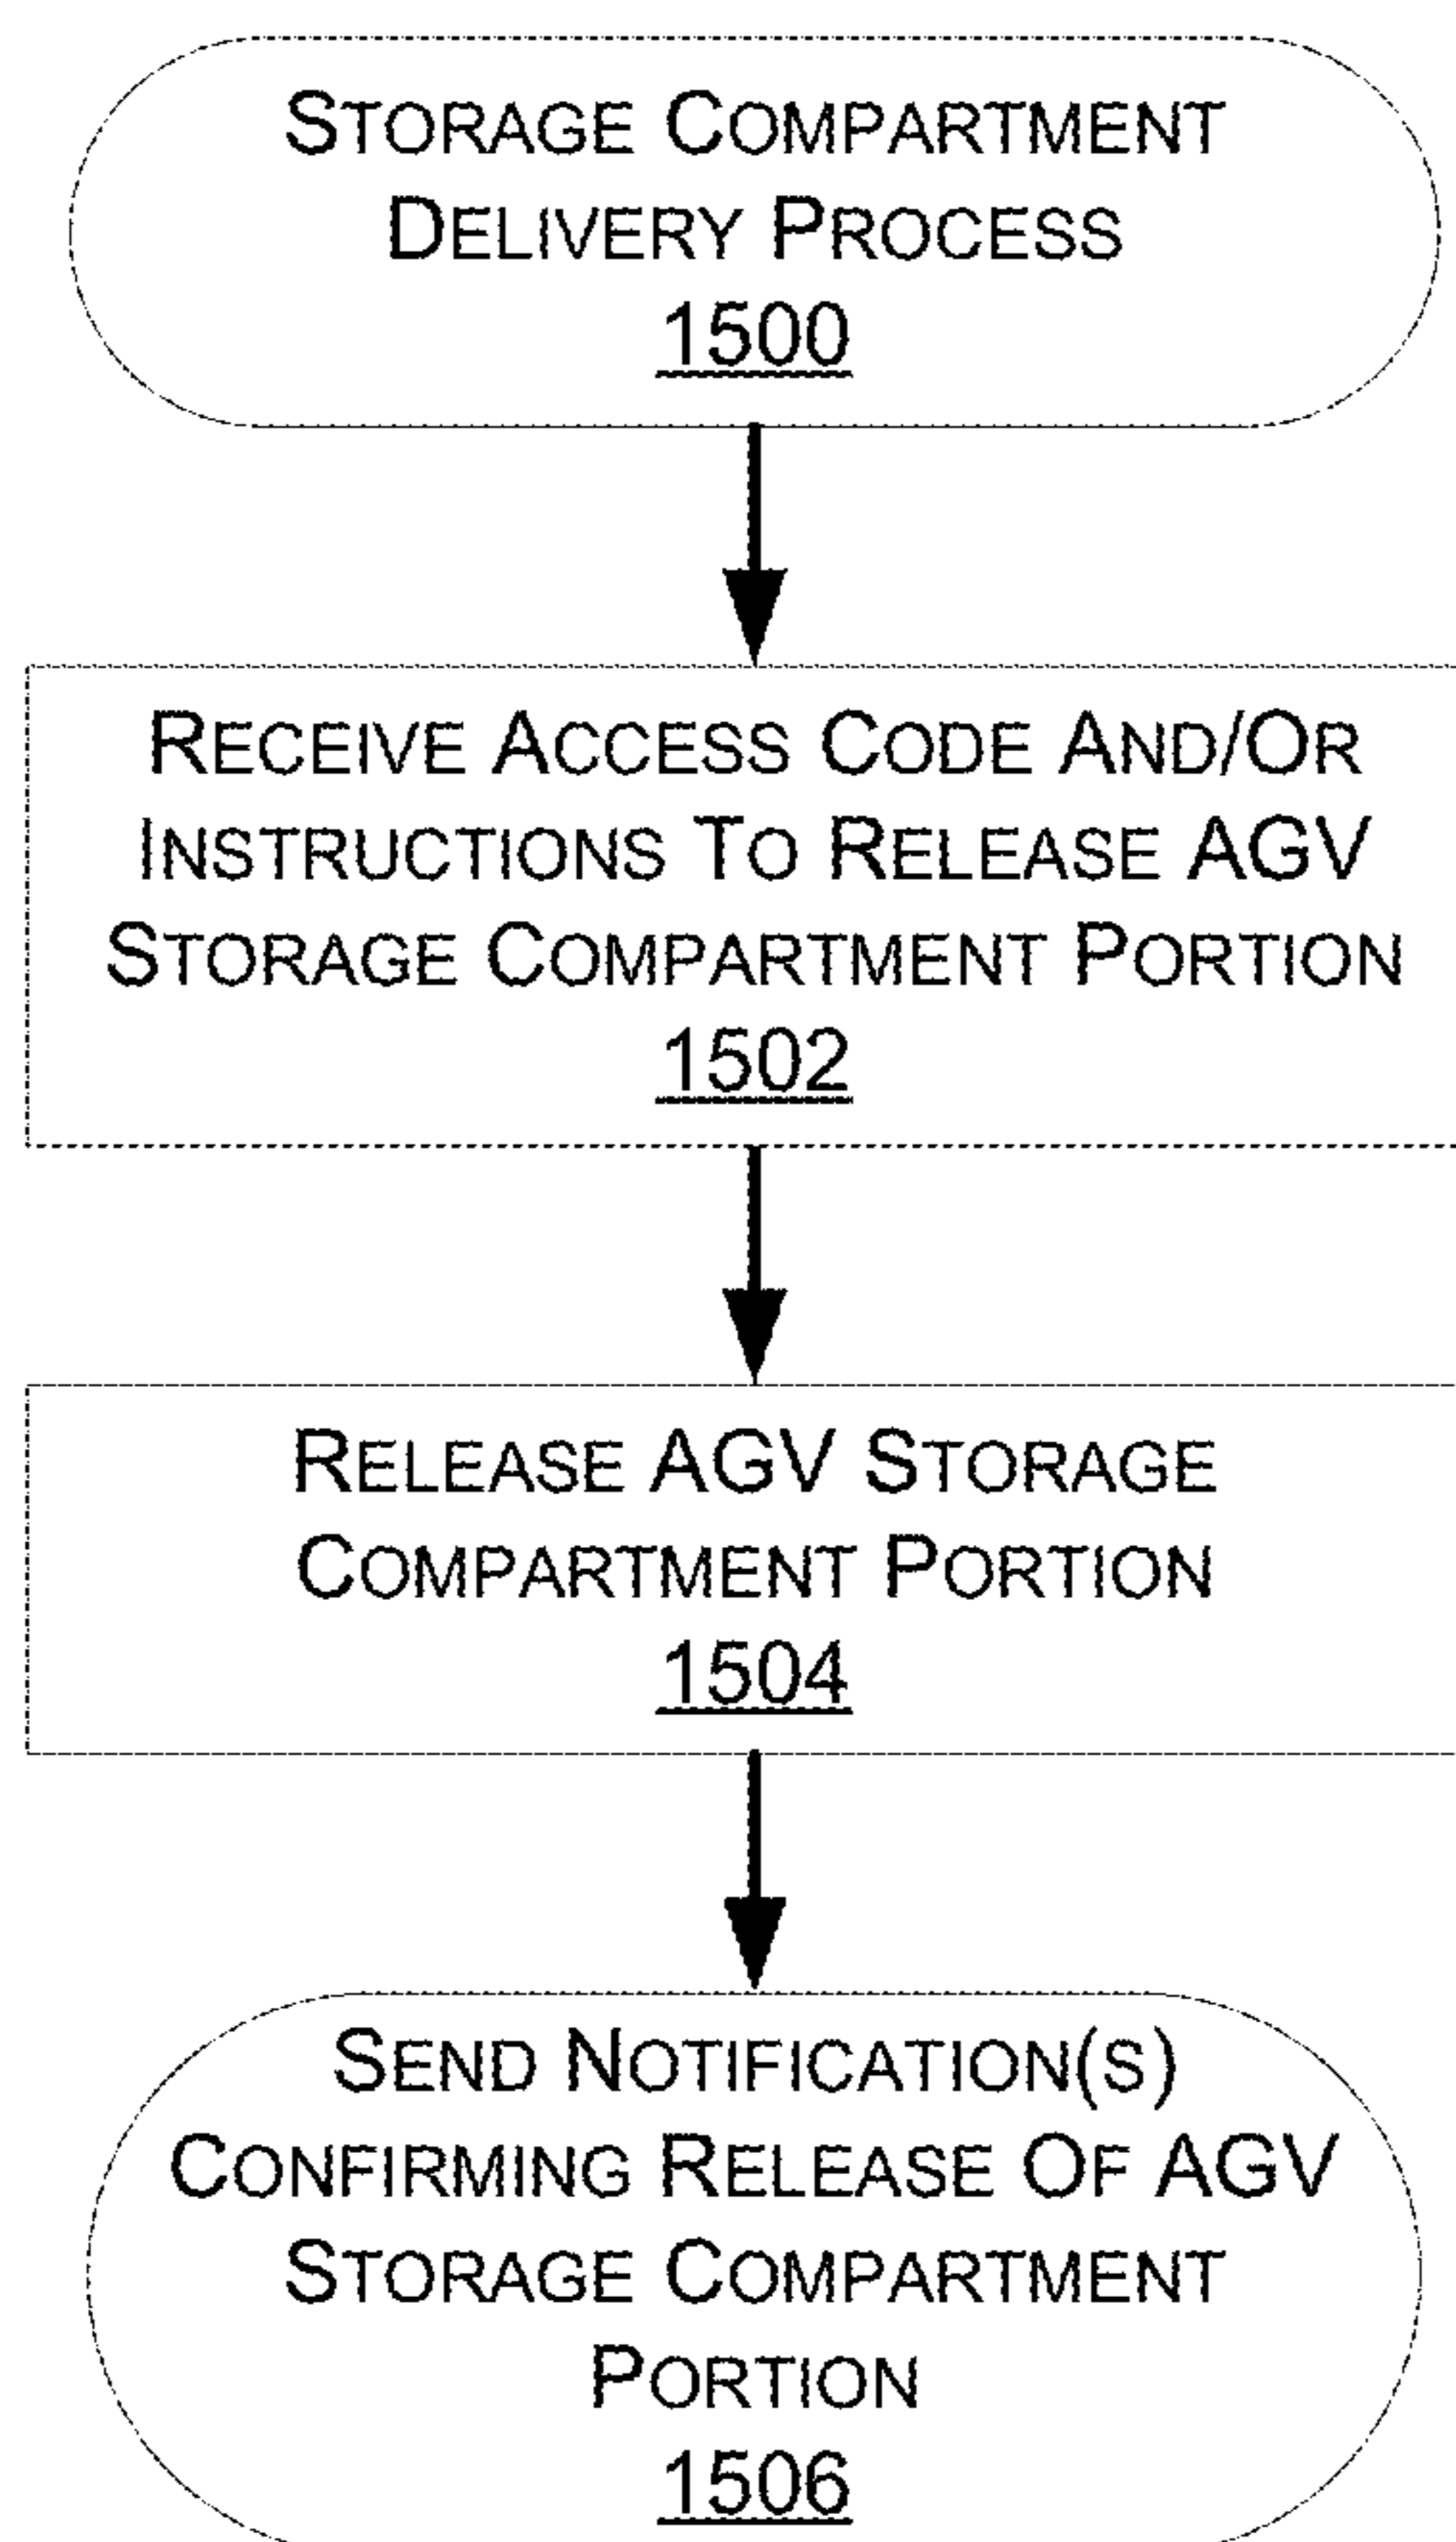 STORAGE COMPARTMENT
DELIVERY PROCESS
1500
RECEIVE ACCESS CODE AND/OR
INSTRUCTIONS TO RELEASE AGV
STORAGE COMPARTMENT PORTION
1502
RELEASE AGV STORAGE
COMPARTMENT PORTION
1504
SEND NOTIFICATION(S)
CONFIRMING RELEASE OF AGV
STORAGE COMPARTMENT
PORTION
1506